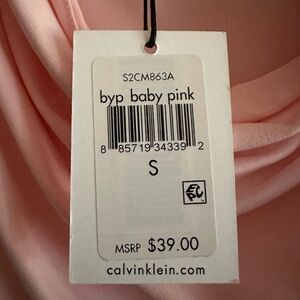 S2CM863A
byp baby pink
8 85719 34339 2
S
MSRP $39.00
calvinklein.com